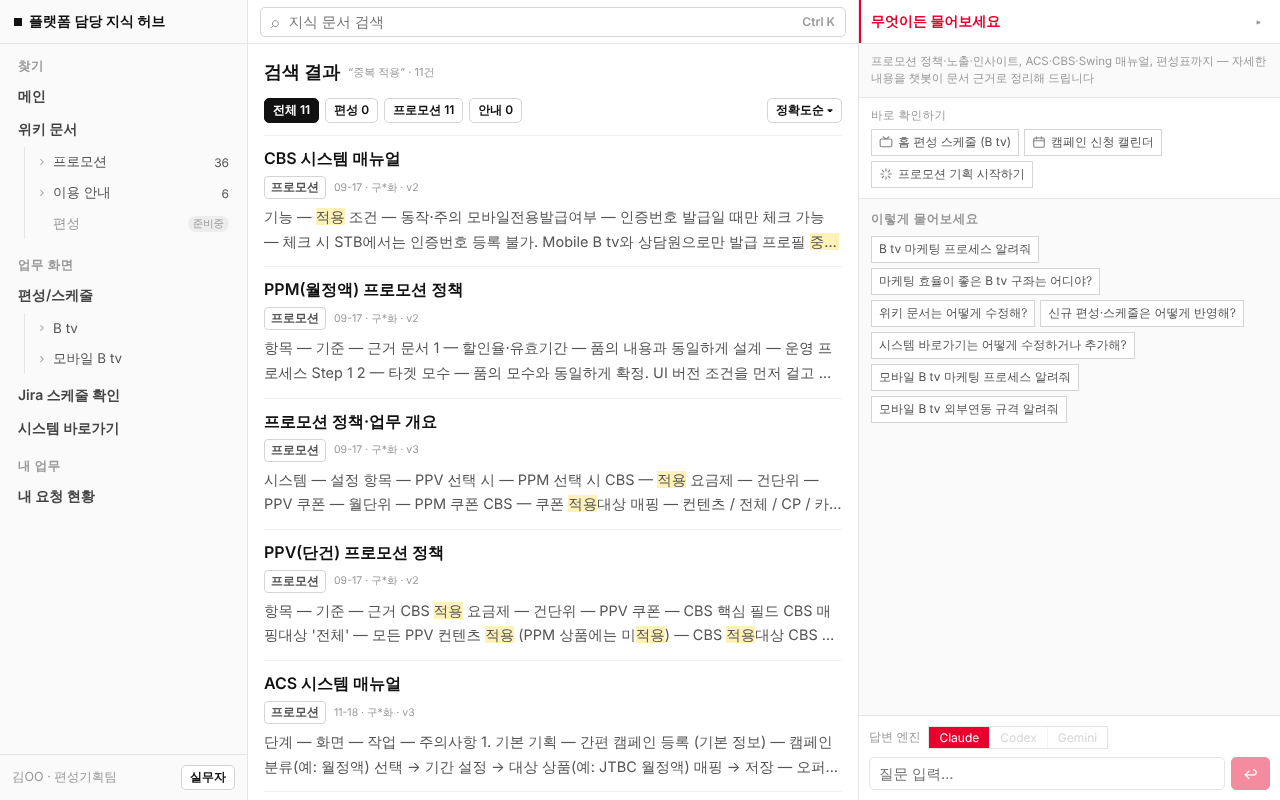 플랫폼 담당 지식 허브
찾기
메인
위키 문서
프로모션 36
이용 안내 6
편성 준비중
업무 화면
편성/스케줄
B tv
모바일 B tv
Jira 스케줄 확인
시스템 바로가기
내 업무
내 요청 현황
김OO · 편성기획팀 실무자
지식 문서 검색 Ctrl K
검색 결과 “중복 적용” · 11건
전체 11 편성 0 프로모션 11 안내 0 정확도순
CBS 시스템 매뉴얼
프로모션 09-17 · 구*화 · v2
기능 — 적용 조건 — 동작·주의 모바일전용발급여부 — 인증번호 발급일 때만 체크 가능
— 체크 시 STB에서는 인증번호 등록 불가. Mobile B tv와 상담원으로만 발급 프로필 중...
PPM(월정액) 프로모션 정책
프로모션 09-17 · 구*화 · v2
항목 — 기준 — 근거 문서 1 — 할인율·유효기간 — 품의 내용과 동일하게 설계 — 운영 프
로세스 Step 1 2 — 타겟 모수 — 품의 모수와 동일하게 확정. UI 버전 조건을 먼저 걸고 ...
프로모션 정책·업무 개요
프로모션 09-17 · 구*화 · v3
시스템 — 설정 항목 — PPV 선택 시 — PPM 선택 시 CBS — 적용 요금제 — 건단위 —
PPV 쿠폰 — 월단위 — PPM 쿠폰 CBS — 쿠폰 적용대상 매핑 — 컨텐츠 / 전체 / CP / 카...
PPV(단건) 프로모션 정책
프로모션 09-17 · 구*화 · v2
항목 — 기준 — 근거 CBS 적용 요금제 — 건단위 — PPV 쿠폰 — CBS 핵심 필드 CBS 매
핑대상 '전체' — 모든 PPV 컨텐츠 적용 (PPM 상품에는 미적용) — CBS 적용대상 CBS ...
ACS 시스템 매뉴얼
프로모션 11-18 · 구*화 · v3
단계 — 화면 — 작업 — 주의사항 1. 기본 기획 — 간편 캠페인 등록 (기본 정보) — 캠페인
분류(예: 월정액) 선택 → 기간 설정 → 대상 상품(예: JTBC 월정액) 매핑 → 저장 — 오퍼...
무엇이든 물어보세요
프로모션 정책·노출·인사이트, ACS·CBS·Swing 매뉴얼, 편성표까지 — 자세한
내용을 챗봇이 문서 근거로 정리해 드립니다
바로 확인하기
홈 편성 스케줄 (B tv) 캠페인 신청 캘린더
프로모션 기획 시작하기
이렇게 물어보세요
B tv 마케팅 프로세스 알려줘
마케팅 효율이 좋은 B tv 구좌는 어디야?
위키 문서는 어떻게 수정해? 신규 편성·스케줄은 어떻게 반영해?
시스템 바로가기는 어떻게 수정하거나 추가해?
모바일 B tv 마케팅 프로세스 알려줘
모바일 B tv 외부연동 규격 알려줘
답변 엔진 Claude Codex Gemini
질문 입력...